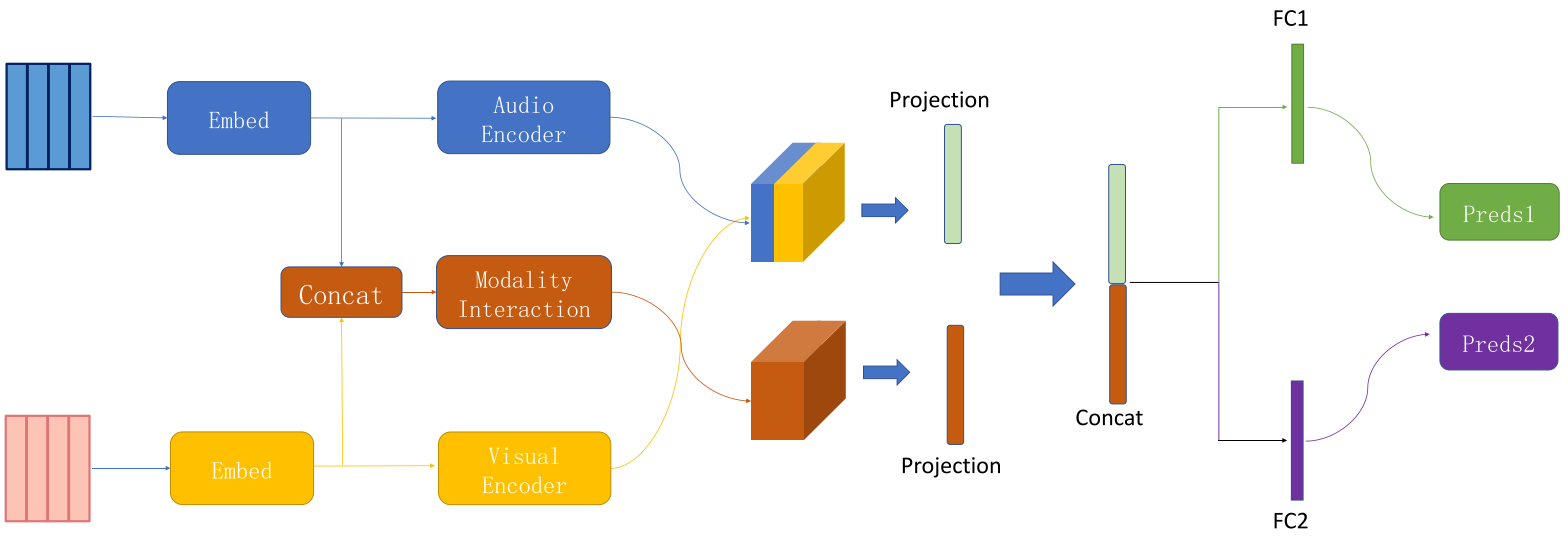 FC1
Embed
Audio
Encoder
Projection
Preds1
Concat
Modality
Interaction
Preds2
Concat
Embed
Visual
Encoder
Projection
FC2